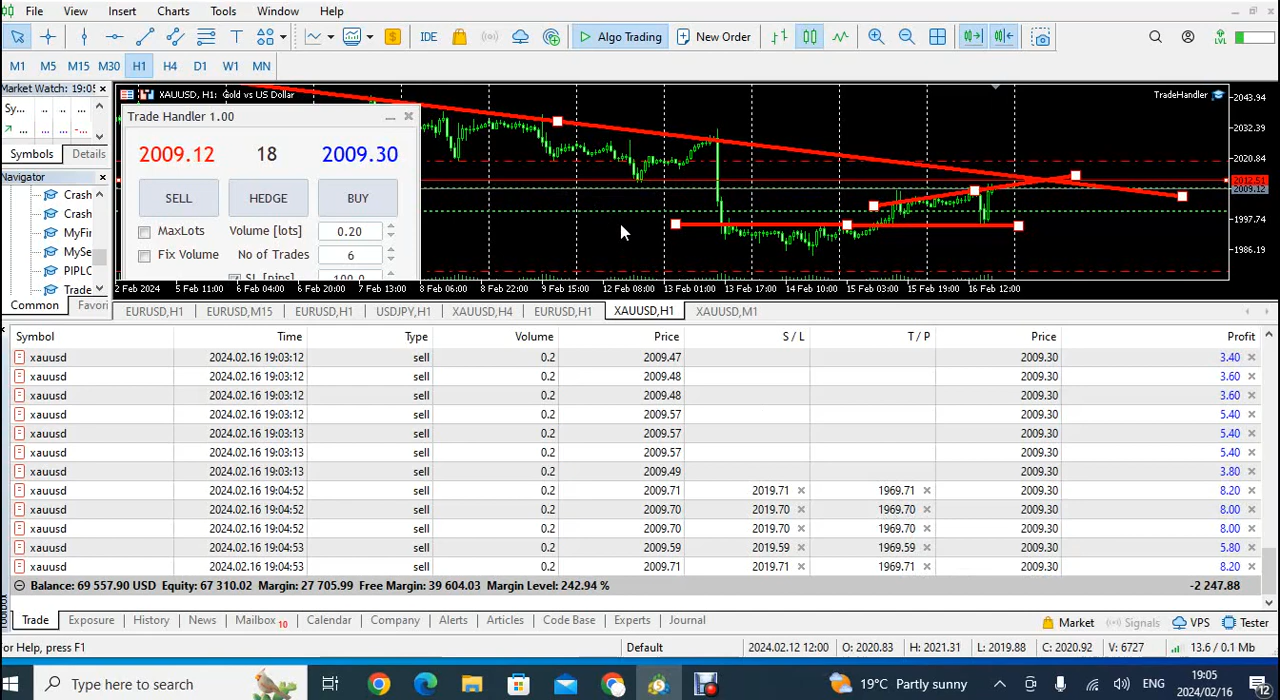 File View Insert Charts Tools Window Help
IDE Algo Trading New Order LVL
M1 M5 M15 M30 H1 H4 D1 W1 MN
Market Watch: 19:05
Sy... .. .. ...
... .. -...
Symbols Details
Navigator
Crash
Crash
MyFin
MySe
PIPLC
Trade
Common Favori
XAUUSD, H1: Gold vs US Dollar
TradeHandler
Trade Handler 1.00
2009.12 18 2009.30
SELL HEDGE BUY
MaxLots Volume [lots] 0.20
Fix Volume No of Trades 6
SL [pips] 100.0
2043.94
2032.39
2020.84
2012.51
2009.12
1997.74
1986.19
2 Feb 2024 5 Feb 11:00 6 Feb 04:00 7 Feb 13:00 8 Feb 06:00 8 Feb 22:00 9 Feb 15:00 12 Feb 08:00 13 Feb 01:00 13 Feb 17:00 14 Feb 10:00 15 Feb 03:00 15 Feb 19:00 16 Feb 12:00
EURUSD,H1 EURUSD,M15 EURUSD,H1 USDJPY,H1 XAUUSD,H4 EURUSD,H1 XAUUSD,H1 XAUUSD,M1
Symbol Time Type Volume Price S / L T / P Price Profit
xauusd 2024.02.16 19:03:12 sell 0.2 2009.47 2009.30 3.40
xauusd 2024.02.16 19:03:12 sell 0.2 2009.48 2009.30 3.60
xauusd 2024.02.16 19:03:12 sell 0.2 2009.48 2009.30 3.60
xauusd 2024.02.16 19:03:12 sell 0.2 2009.57 2009.30 5.40
xauusd 2024.02.16 19:03:13 sell 0.2 2009.57 2009.30 5.40
xauusd 2024.02.16 19:03:13 sell 0.2 2009.57 2009.30 5.40
xauusd 2024.02.16 19:03:13 sell 0.2 2009.49 2009.30 3.80
xauusd 2024.02.16 19:04:52 sell 0.2 2009.71 2019.71 1969.71 2009.30 8.20
xauusd 2024.02.16 19:04:52 sell 0.2 2009.70 2019.70 1969.70 2009.30 8.00
xauusd 2024.02.16 19:04:52 sell 0.2 2009.70 2019.70 1969.70 2009.30 8.00
xauusd 2024.02.16 19:04:53 sell 0.2 2009.59 2019.59 1969.59 2009.30 5.80
xauusd 2024.02.16 19:04:53 sell 0.2 2009.71 2019.71 1969.71 2009.30 8.20
Balance: 69 557.90 USD Equity: 67 310.02 Margin: 27 705.99 Free Margin: 39 604.03 Margin Level: 242.94 % -2 247.88
Toolbox
Trade Exposure History News Mailbox 10 Calendar Company Alerts Articles Code Base Experts Journal Market Signals VPS Tester
or Help, press F1 Default 2024.02.12 12:00 O: 2020.83 H: 2021.31 L: 2019.88 C: 2020.92 V: 6727 13.6 / 0.1 Mb
Type here to search 19°C Partly sunny ENG 19:05
2024/02/16 12